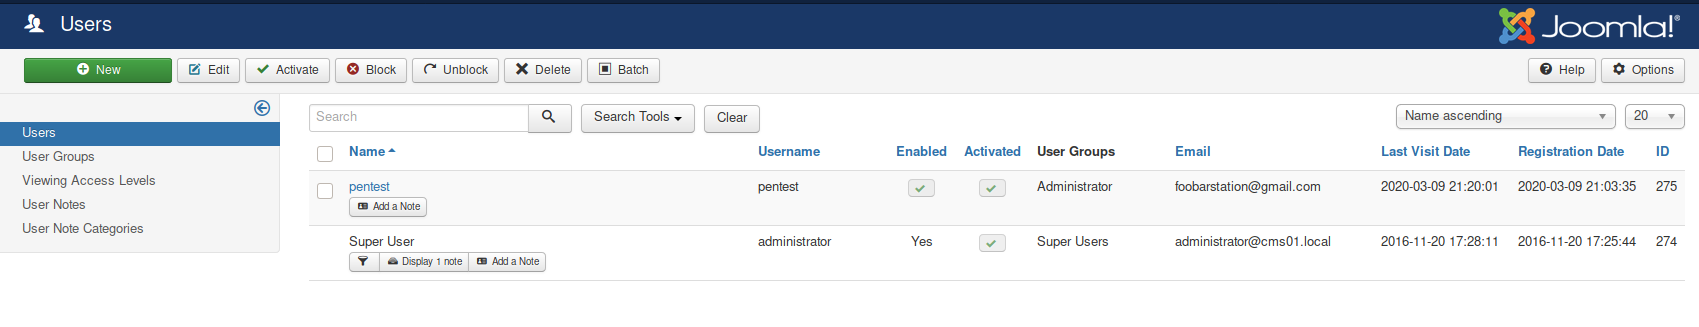 Users
Joomla!®
New Edit Activate Block Unblock Delete Batch Help Options
Users
User Groups
Viewing Access Levels
User Notes
User Note Categories
Search Search Tools Clear Name ascending 20
Name Username Enabled Activated User Groups Email Last Visit Date Registration Date ID
pentest pentest Administrator foobarstation@gmail.com 2020-03-09 21:20:01 2020-03-09 21:03:35 275
Add a Note
Super User administrator Yes Super Users administrator@cms01.local 2016-11-20 17:28:11 2016-11-20 17:25:44 274
Display 1 note Add a Note